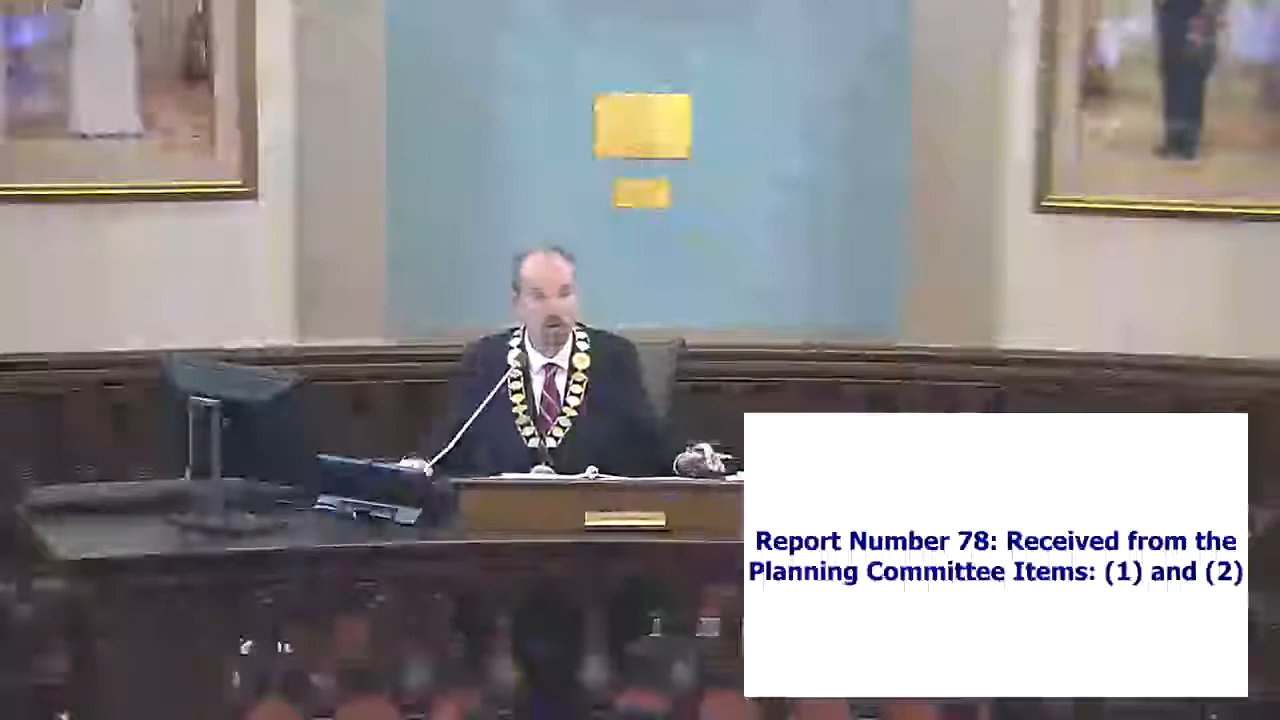 Report Number 78: Received from the
Planning Committee Items: (1) and (2)